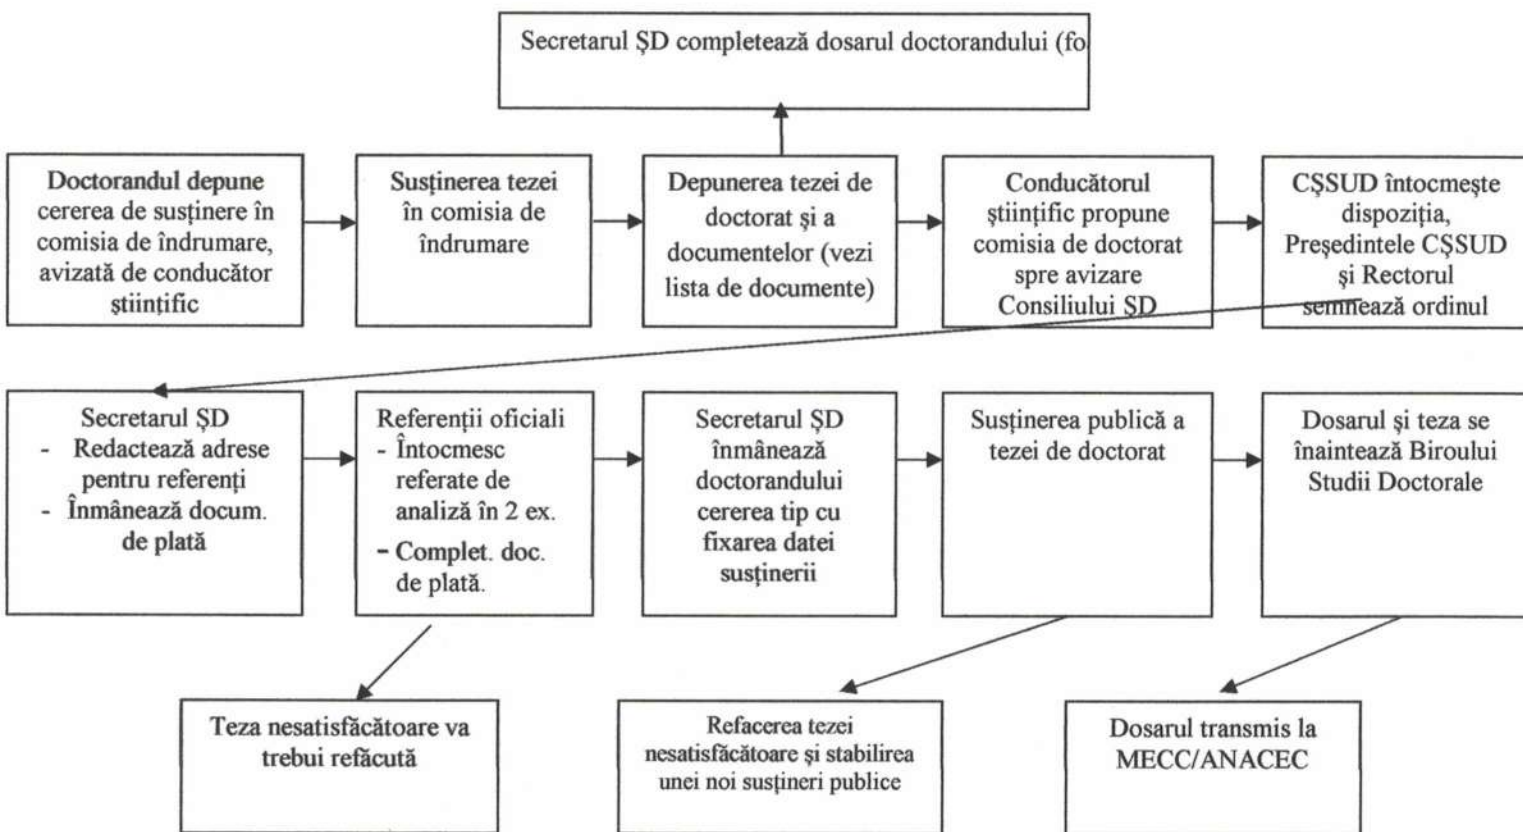 Secretarul ȘD completează dosarul doctorandului (fo
Doctorandul depune
cererea de susținere în
comisia de îndrumare,
avizată de conducător
științific
Susținerea tezei
în comisia de
îndrumare
Depunerea tezei de
doctorat și a
documentelor (vezi
lista de documente)
Conducătorul
științific propune
comisia de doctorat
spre avizare
Consiliului ȘD
CȘSUD întocmește
dispoziția,
Președintele CȘSUD
și Rectorul
semnează ordinul
Secretarul ȘD
- Redactează adrese
pentru referenți
- Înmânează docum.
de plată
Referenții oficiali
- Întocmesc
referate de
analiză în 2 ex.
- Complet. doc.
de plată.
Secretarul ȘD
înmânează
doctorandului
cererea tip cu
fixarea datei
susținerii
Susținerea publică a
tezei de doctorat
Dosarul și teza se
înaintează Biroului
Studii Doctorale
Teza nesatisfăcătoare va
trebui refăcută
Refacerea tezei
nesatisfăcătoare și stabilirea
unei noi susțineri publice
Dosarul transmis la
MECC/ANACEC